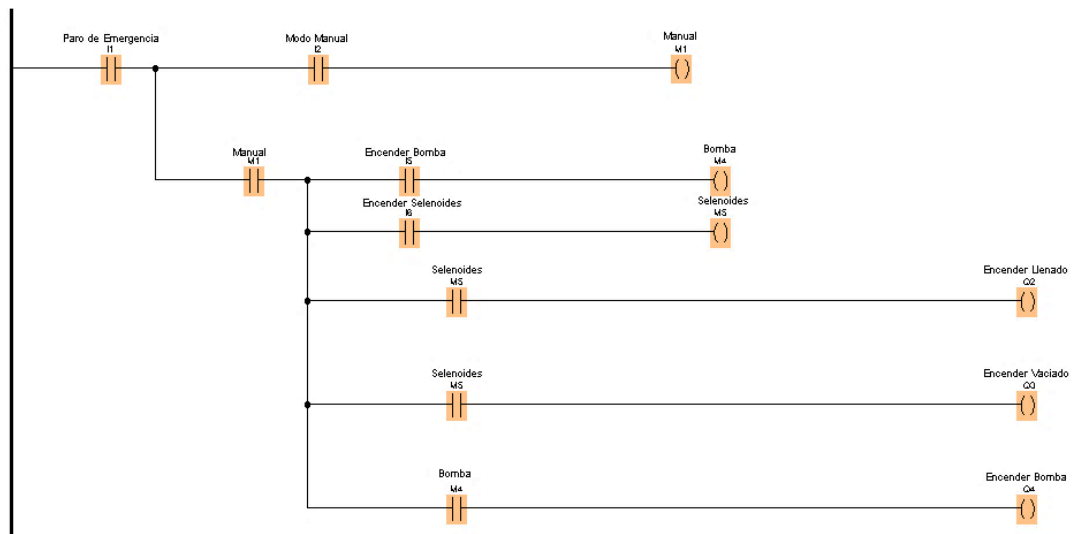 Paro de Emergencia
I1
Modo Manual
I2
Manual
M1
Manual
M1
Encender Bomba
I5
Bomba
M4
Encender Selenoides
I6
Selenoides
M5
Selenoides
M5
Encender Llenado
Q2
Selenoides
M5
Encender Vaciado
Q3
Bomba
M4
Encender Bomba
Q4